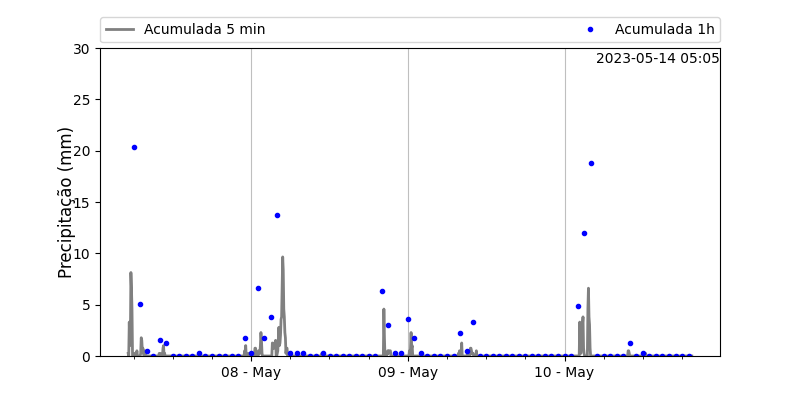 Acumulada 5 min
Acumulada 1h
2023-05-14 05:05
Precipitação (mm)
30
25
20
15
10
5
0
08 - May
09 - May
10 - May